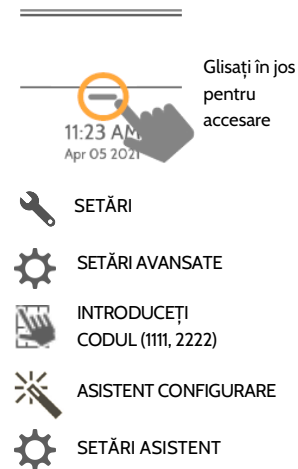 Glisați în jos
pentru
accesare
11:23 AM
Apr 05 2021
SETĂRI
SETĂRI AVANSATE
INTRODUCEȚI
CODUL (1111, 2222)
ASISTENT CONFIGURARE
SETĂRI ASISTENT